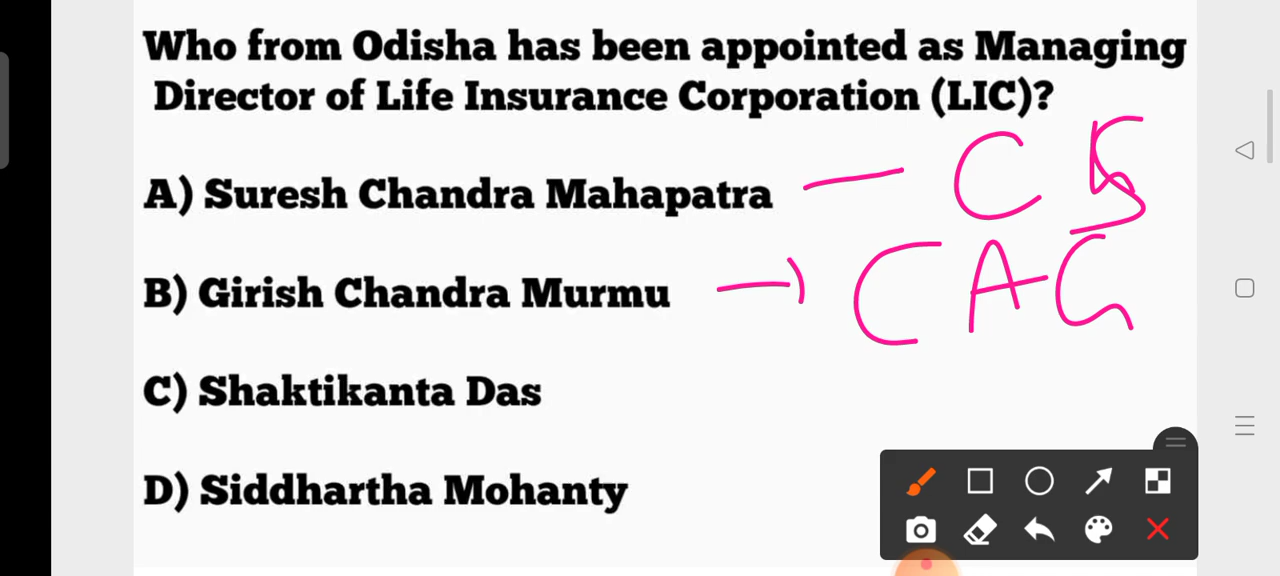 Who from Odisha has been appointed as Managing
Director of Life Insurance Corporation (LIC)?
A) Suresh Chandra Mahapatra — CS
B) Girish Chandra Murmu → CAG
C) Shaktikanta Das
D) Siddhartha Mohanty